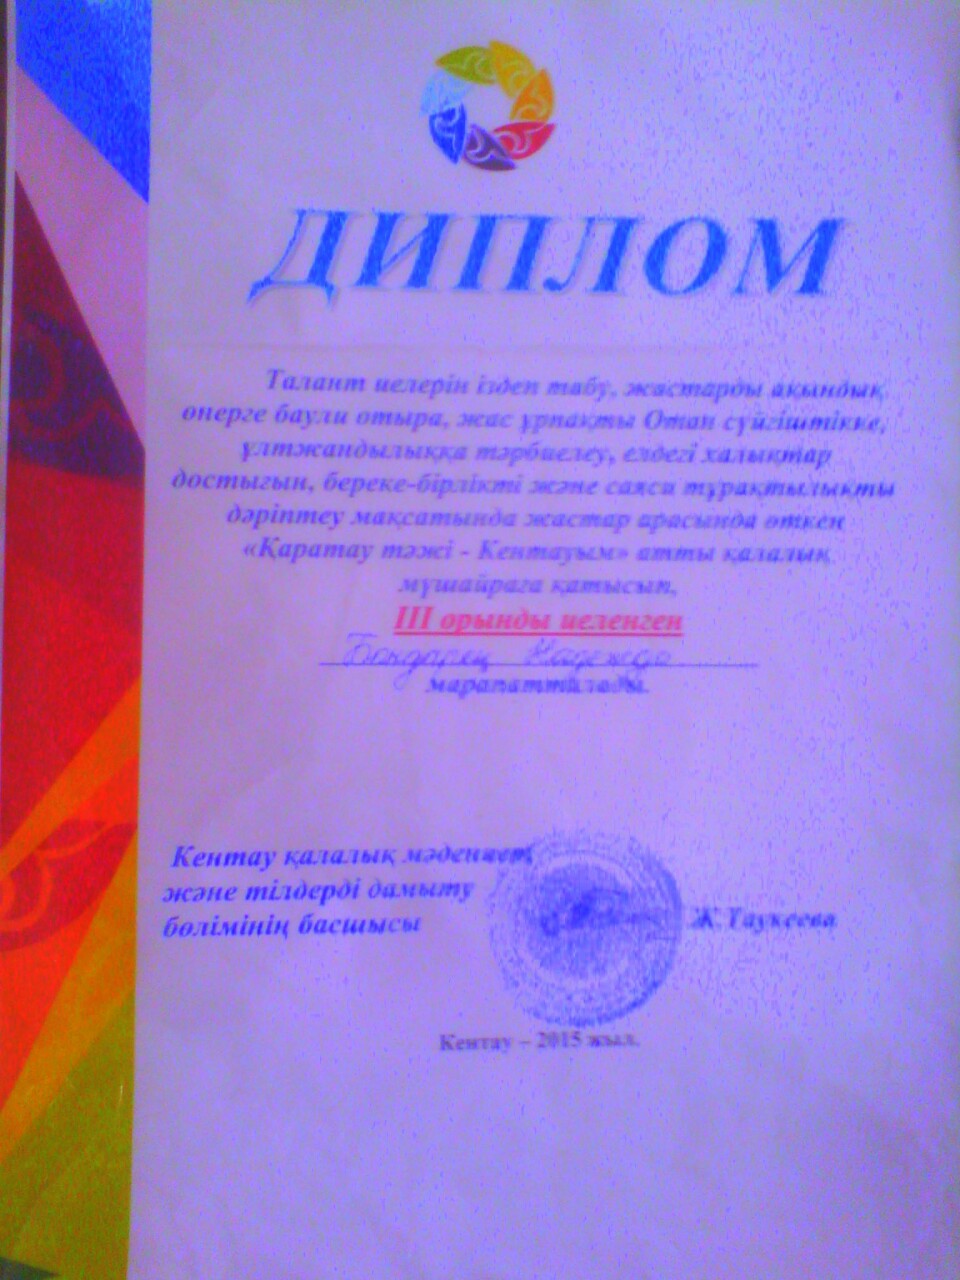 ДИПЛОМ
Талант иелерін іздеп табу, жастарды ақындық
өнерге баули отыра, жас ұрпақты Отан сүйгіштікке,
ұлтжандылыққа тәрбиелеу, елдегі халықтар
достығын, береке-бірлікті және саяси тұрақтылықты
дәріптеу мақсатында жастар арасында өткен
«Қаратау тәжі - Кентауым» атты қалалық
мүшайраға қатысып,
III орынды иеленген
Надежда
марапатталады.
Кентау қалалық мәдениет
және тілдерді дамыту
бөлімінің басшысы Ж.Таукеева
Кентау – 2015 жыл.